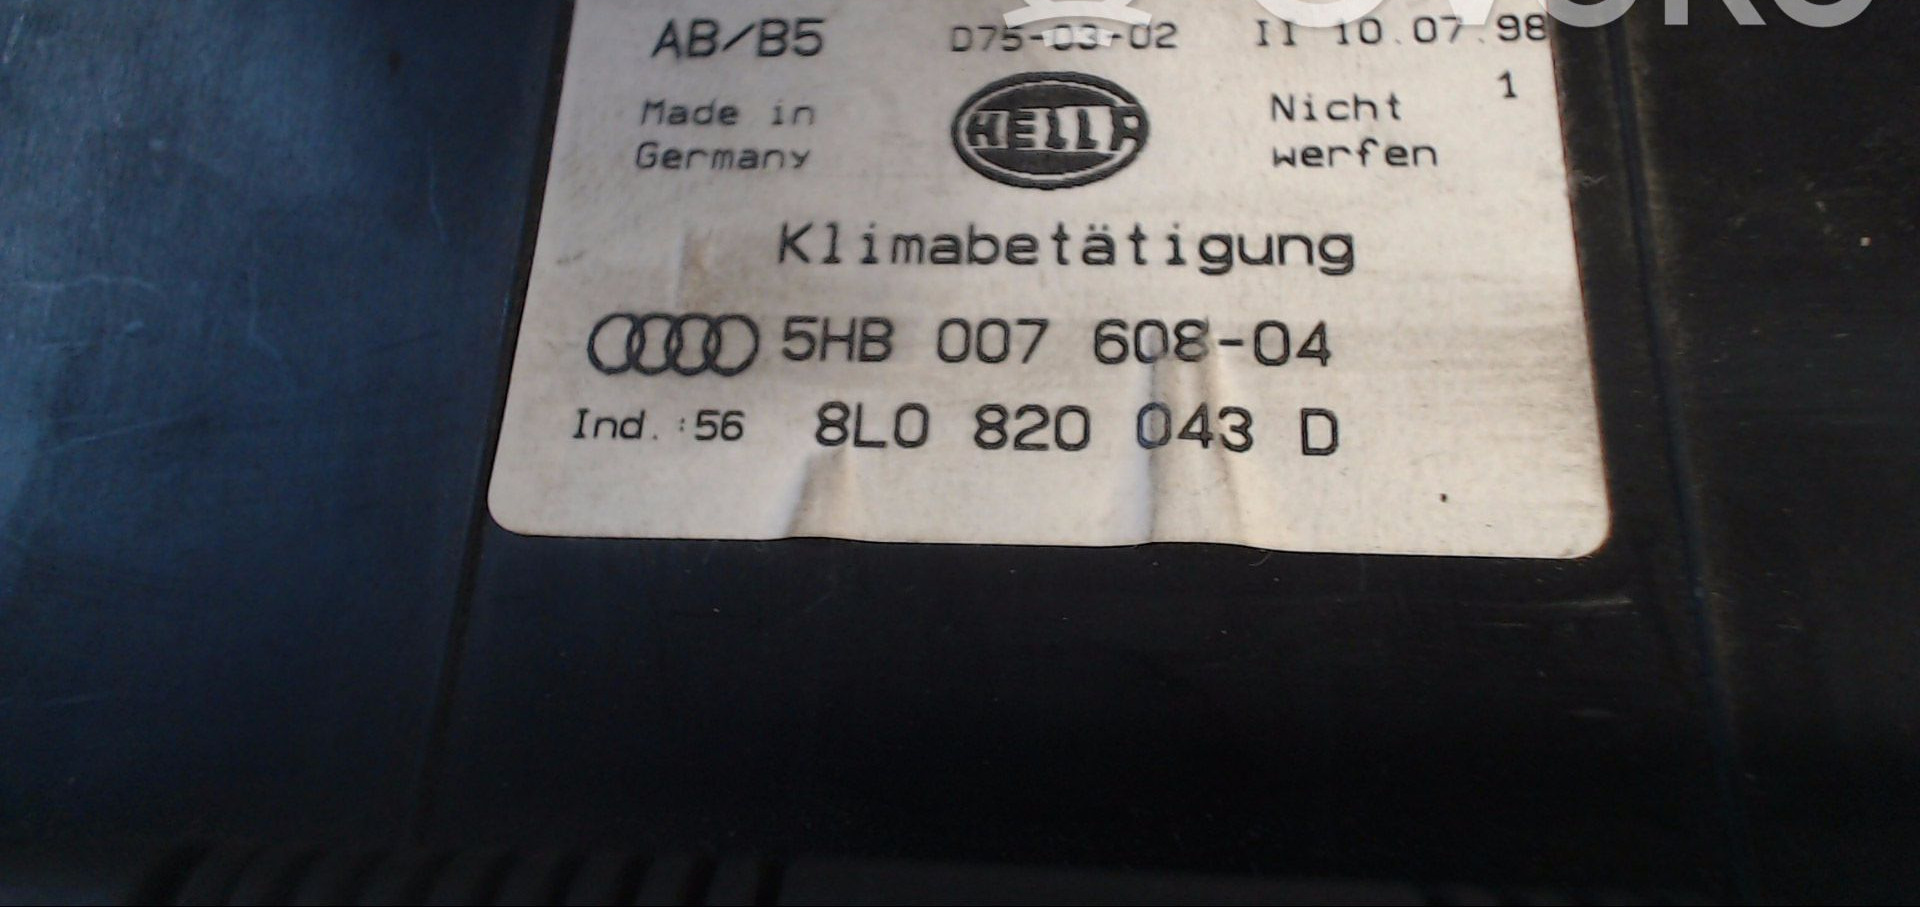 AB/B5 D75-03-02 II 10.07.98
1
Made in HELLA Nicht
Germany werfen
Klimabetätigung
5HB 007 608-04
Ind.:56 8L0 820 043 D